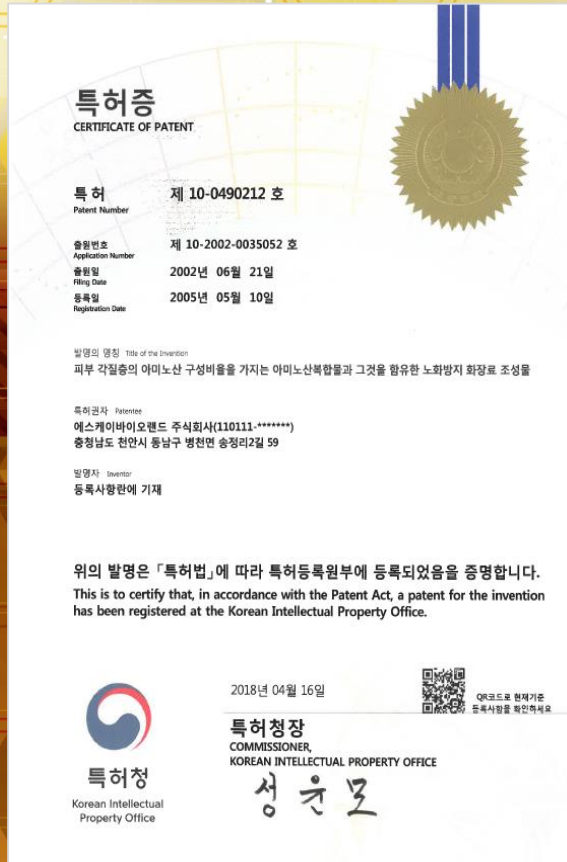 특허증
CERTIFICATE OF PATENT
특 허 제 10-0490212 호
Patent Number
출원번호 제 10-2002-0035052 호
Application Number
출원일 2002년 06월 21일
Filing Date
등록일 2005년 05월 10일
Registration Date
발명의 명칭 Title of the Invention
피부 각질층의 아미노산 구성비율을 가지는 아미노산복합물과 그것을 함유한 노화방지 화장료 조성물
특허권자 Patentee
에스케이바이오랜드 주식회사(110111-*******)
충청남도 천안시 동남구 병천면 송정리2길 59
발명자 Inventor
등록사항란에 기재
위의 발명은 「특허법」에 따라 특허등록원부에 등록되었음을 증명합니다.
This is to certify that, in accordance with the Patent Act, a patent for the invention
has been registered at the Korean Intellectual Property Office.
2018년 04월 16일
QR코드로 현재기준
등록사항을 확인하세요
특허청장
COMMISSIONER,
KOREAN INTELLECTUAL PROPERTY OFFICE
성윤모
특허청
Korean Intellectual
Property Office